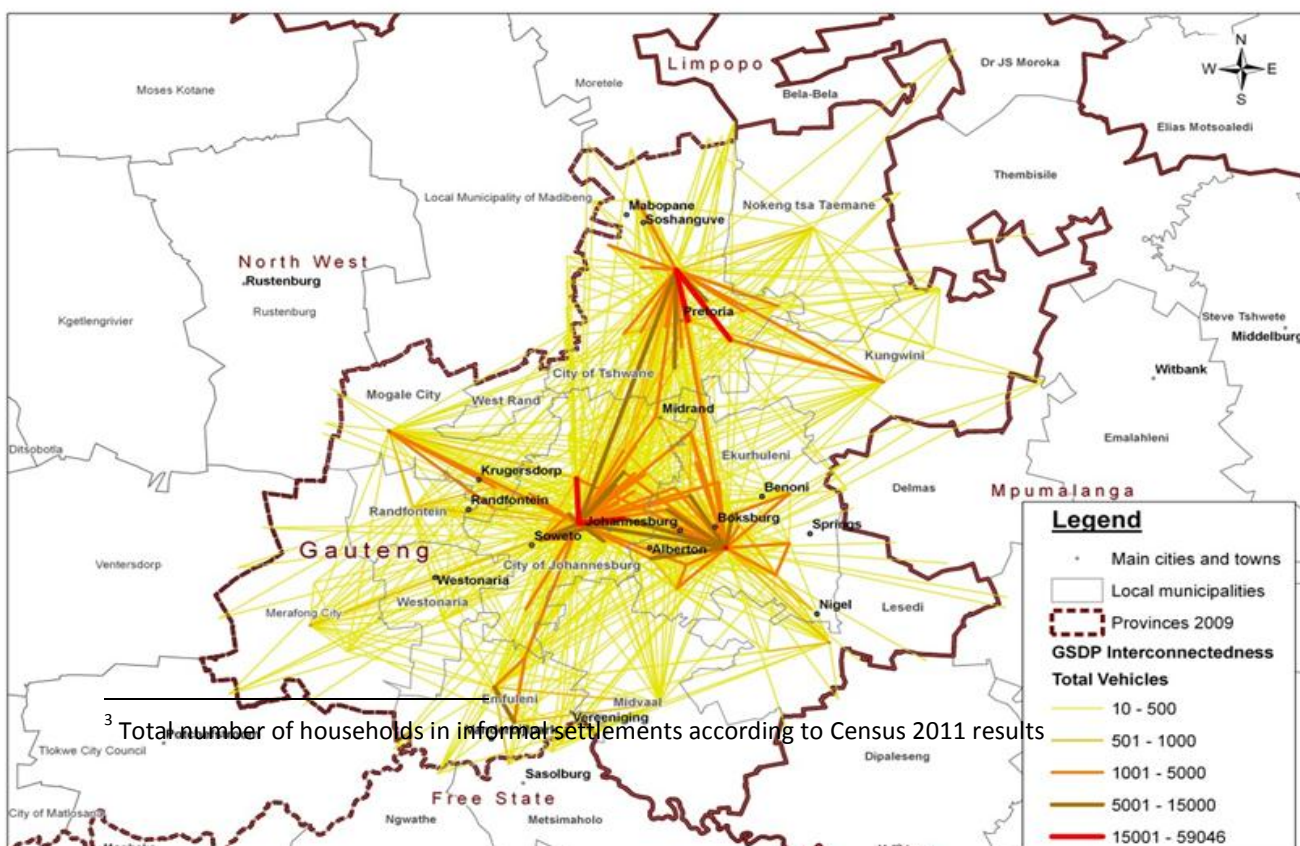 Limpopo
Dr JS Moroka
N
W E
S
Moses Kotane
Moretele
Bela-Bela
Elias Motsoaledi
Thembisile
Local Municipality of Madibeng
Mabopane
Soshanguve
Nokeng tsa Taemane
North West
Rustenburg
Rustenburg
Kgetlengrivier
Pretoria
Steve Tshwete
Middelburg
Kungwini
Witbank
City of Tshwane
Mogale City
West Rand
Midrand
Ditsobotla
Emalahleni
Ekurhuleni
Krugersdorp
Benoni
Delmas
Mpumalanga
Randfontein
Randfontein
Johannesburg
Boksburg
Springs
Gauteng
Soweto
Alberton
Ventersdorp
City of Johannesburg
Westonaria
Westonaria
Merafong City
Nigel
Lesedi
Emfuleni
Midvaal
Vereeniging
3 Total number of households in informal settlements according to Census 2011 results
Tlokwe City Council
Dipaleseng
Sasolburg
Free State
Ngwathe
Metsimaholo
Legend
Main cities and towns
Local municipalities
Provinces 2009
GSDP Interconnectedness
Total Vehicles
10 - 500
501 - 1000
1001 - 5000
5001 - 15000
15001 - 59046